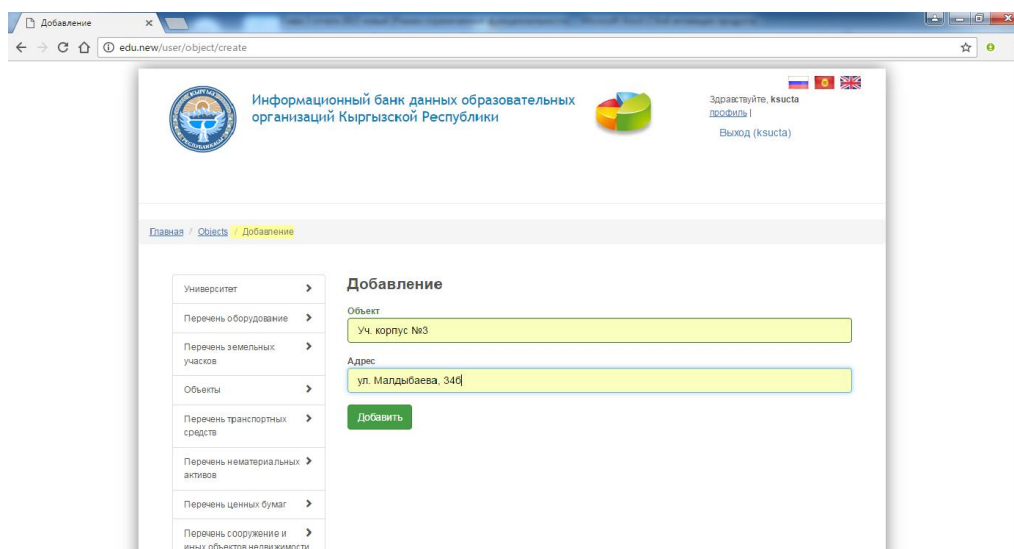 Добавление
edu.new/user/object/create
Информационный банк данных образовательных
организаций Кыргызской Республики
Здравствуйте, ksucta
профиль |
Выход (ksucta)
Главная / Objects / Добавление
Университет
Перечень оборудование
Перечень земельных
учасков
Объекты
Перечень транспортных
средств
Перечень нематериальных
активов
Перечень ценных бумаг
Перечень сооружение и
иных объектов недвижимости
Добавление
Объект
Уч. корпус №3
Адрес
ул. Малдыбаева, 34б
Добавить